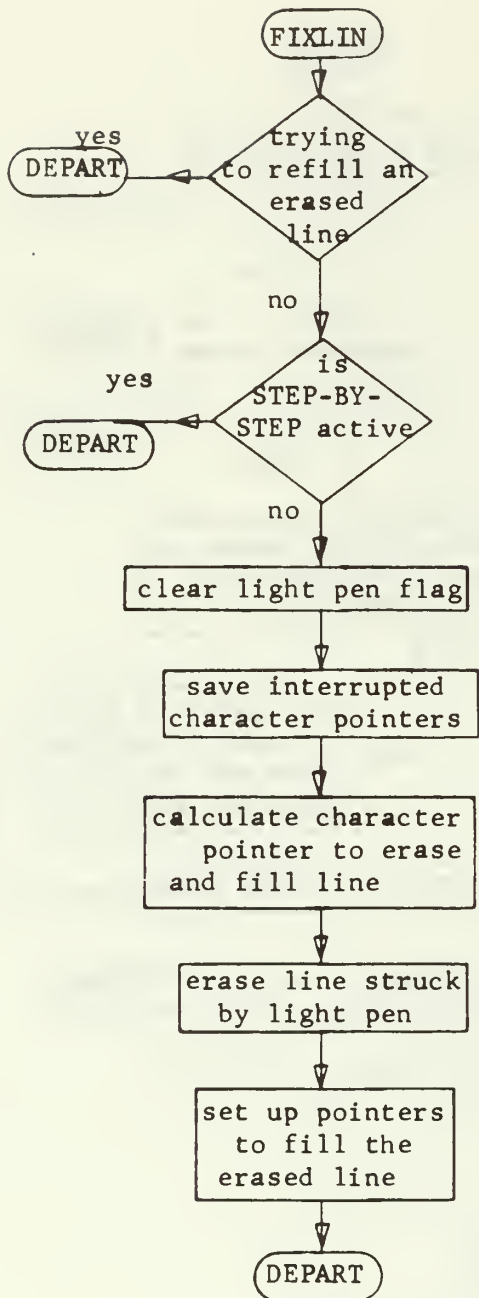 FIXLIN
trying
to refill an
erased
line
yes
DEPART
no
is
STEP-BY-
STEP active
yes
DEPART
no
clear light pen flag
save interrupted
character pointers
calculate character
pointer to erase
and fill line
erase line struck
by light pen
set up pointers
to fill the
erased line
DEPART